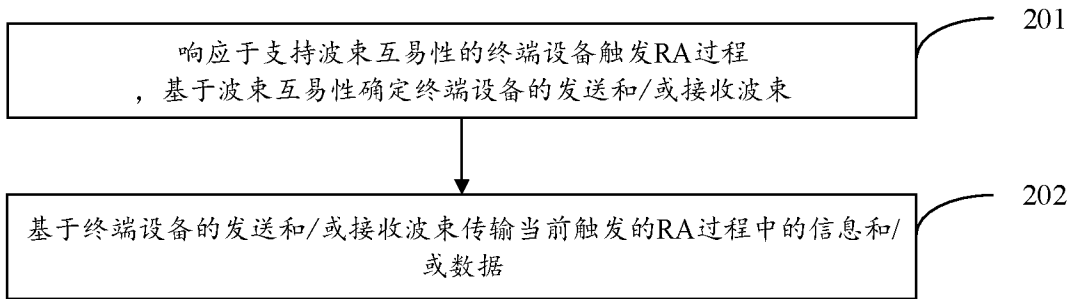 201
响应于支持波束互易性的终端设备触发RA过程
，基于波束互易性确定终端设备的发送和/或接收波束
202
基于终端设备的发送和/或接收波束传输当前触发的RA过程中的信息和/
或数据